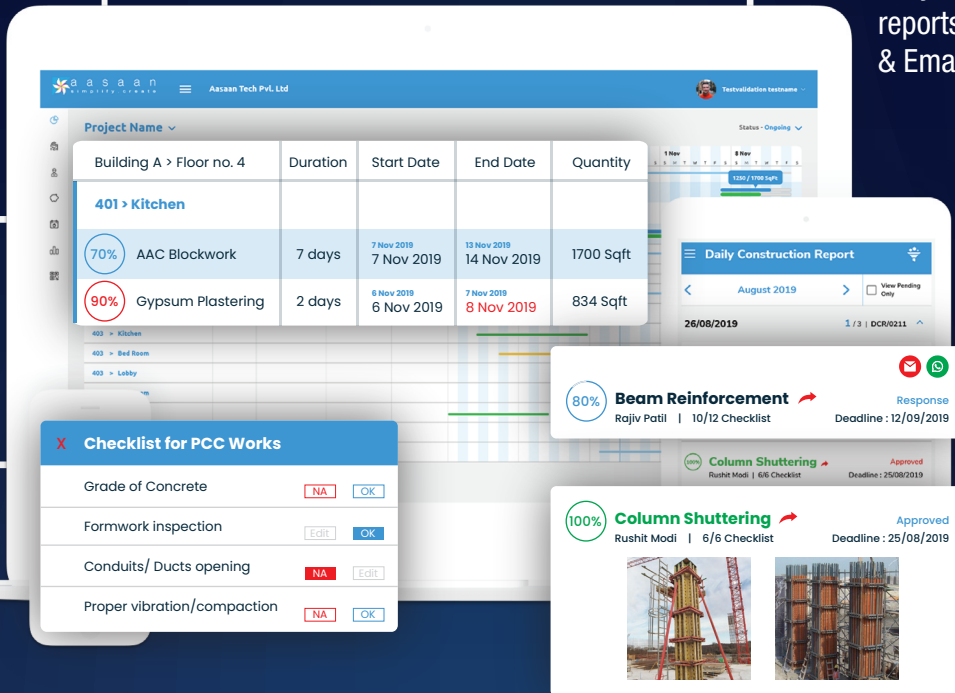 reports
& Ema
aasaan
simplify create
Aasaan Tech Pvt. Ltd
Testvalidation testname
Project Name
Status - Ongoing
1 Nov
8 Nov
1250 / 1700 SqFt
Building A > Floor no. 4 Duration Start Date End Date Quantity
401 > Kitchen
70% AAC Blockwork 7 days 7 Nov 2019 7 Nov 2019 13 Nov 2019 14 Nov 2019 1700 Sqft
90% Gypsum Plastering 2 days 6 Nov 2019 6 Nov 2019 7 Nov 2019 8 Nov 2019 834 Sqft
403 > Kitchen
403 > Bed Room
403 > Lobby
Daily Construction Report
August 2019
View Pending
Only
26/08/2019 1 / 3 | DCR/0211
80% Beam Reinforcement Response
Rajiv Patil | 10/12 Checklist Deadline : 12/09/2019
100% Column Shuttering Approved
Rushit Modi | 6/6 Checklist Deadline : 25/08/2019
100% Column Shuttering Approved
Rushit Modi | 6/6 Checklist Deadline : 25/08/2019
X Checklist for PCC Works
Grade of Concrete NA OK
Formwork inspection Edit OK
Conduits/ Ducts opening NA Edit
Proper vibration/compaction NA OK